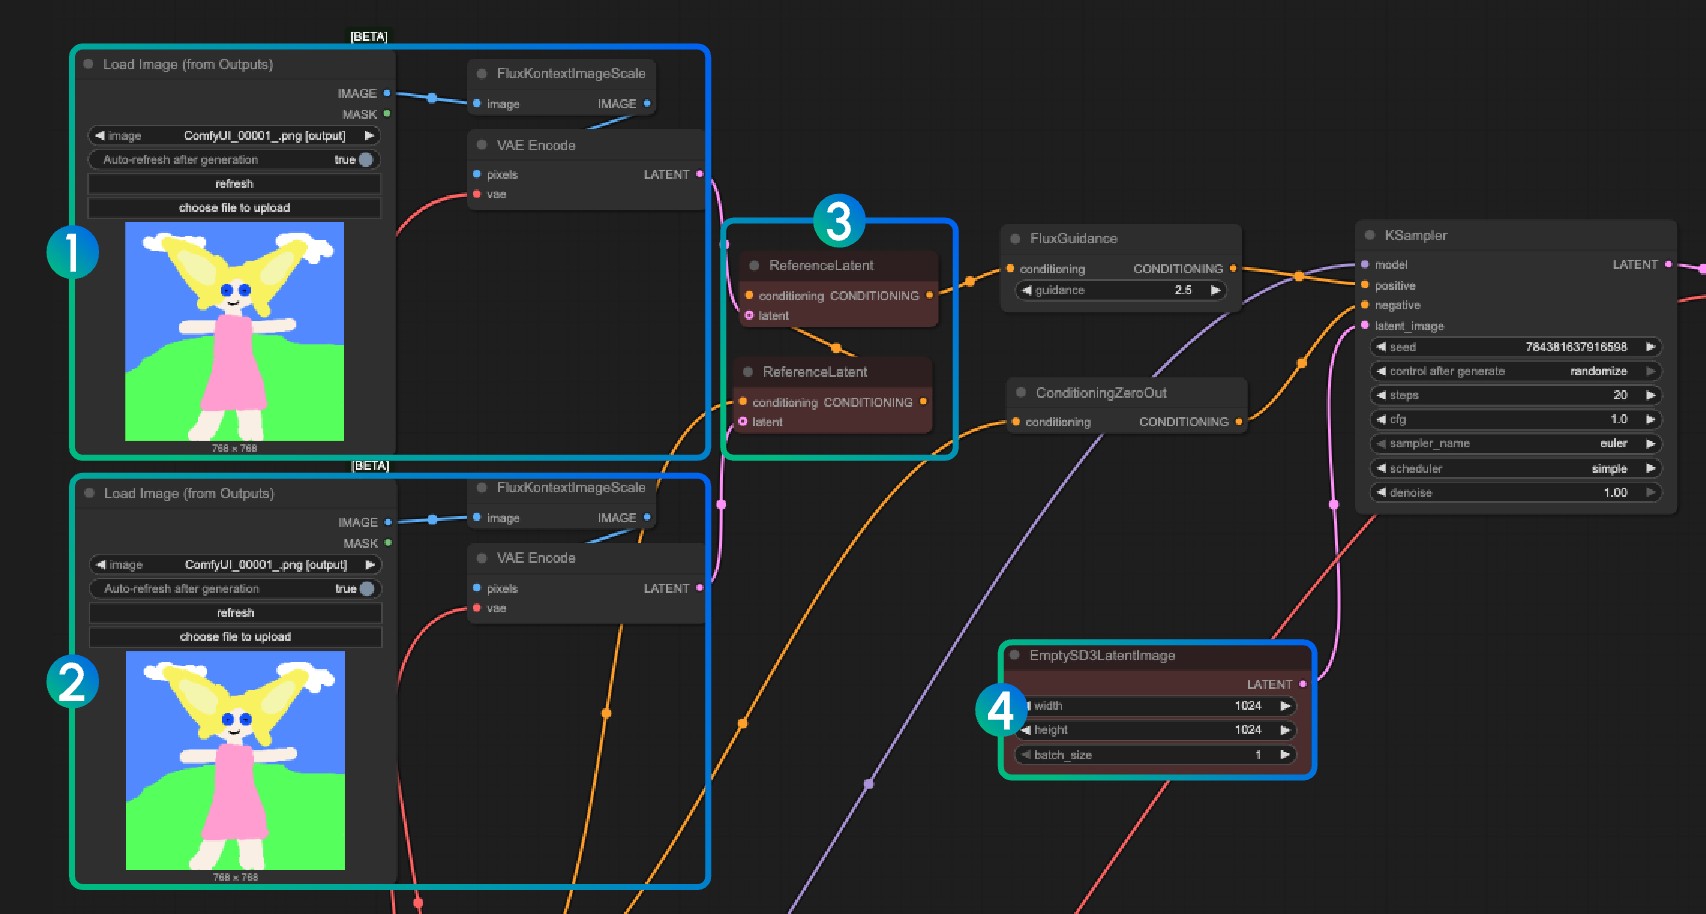 [BETA]
Load Image (from Outputs)
IMAGE
MASK
image ComfyUI_00001_.png [output]
Auto-refresh after generation true
refresh
choose file to upload
768 x 768
1
FluxKontextImageScale
image IMAGE
VAE Encode
pixels LATENT
vae
[BETA]
Load Image (from Outputs)
IMAGE
MASK
image ComfyUI_00001_.png [output]
Auto-refresh after generation true
refresh
choose file to upload
768 x 768
2
FluxKontextImageScale
image IMAGE
VAE Encode
pixels LATENT
vae
3
ReferenceLatent
conditioning CONDITIONING
latent
ReferenceLatent
conditioning CONDITIONING
latent
FluxGuidance
conditioning CONDITIONING
guidance 2.5
ConditioningZeroOut
conditioning CONDITIONING
4
EmptySD3LatentImage
LATENT
width 1024
height 1024
batch_size 1
KSampler
model LATENT
positive
negative
latent_image
seed 784381637916598
control after generate randomize
steps 20
cfg 1.0
sampler_name euler
scheduler simple
denoise 1.00